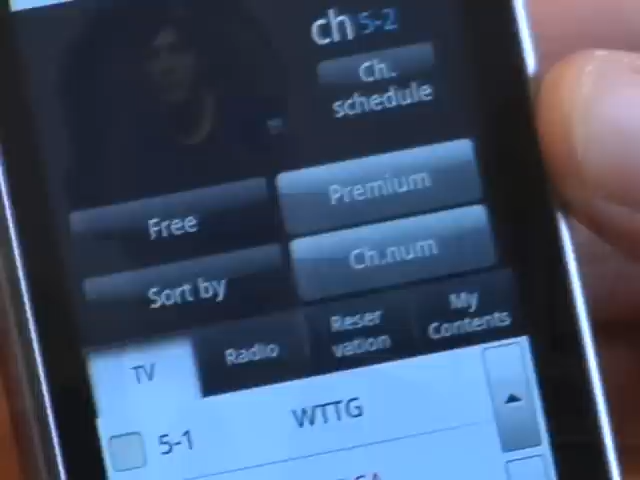 ch 5-2
Ch.
schedule
Free
Premium
Sort by
Ch.num
TV
Radio
Reser
vation
My
Contents
5-1
WTTG